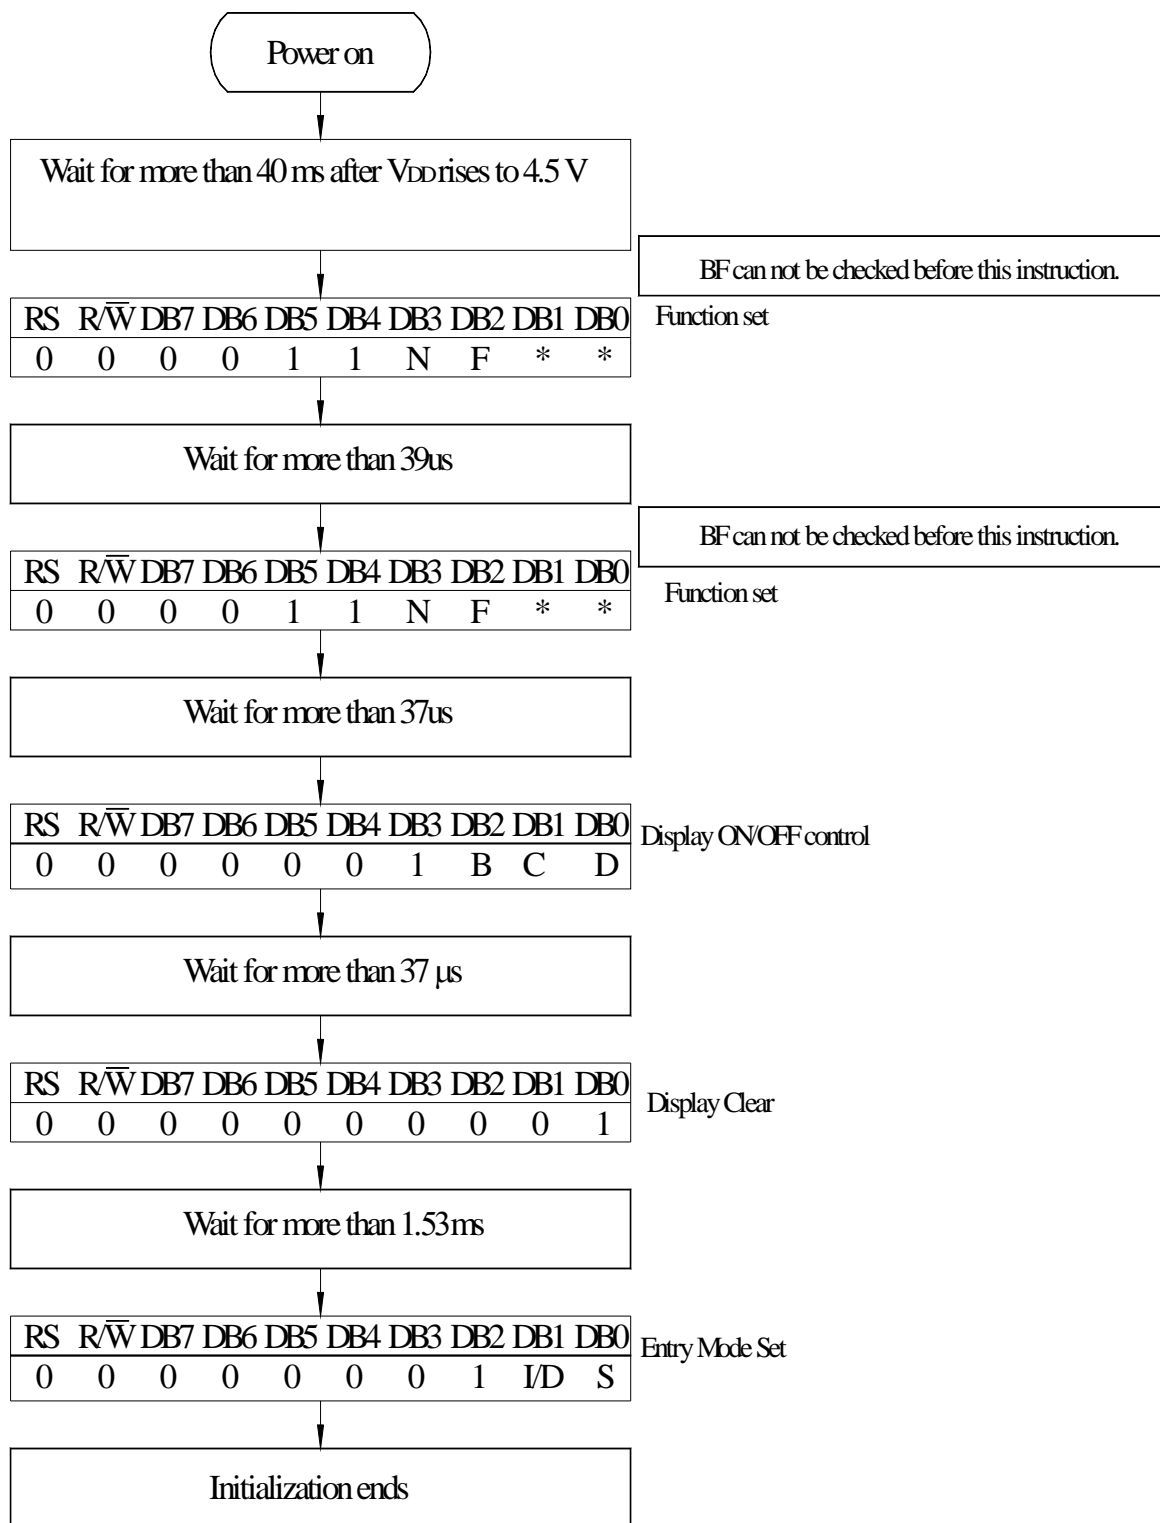 Power on
Wait for more than 40 ms after VDD rises to 4.5 V
BF can not be checked before this instruction.
RS R/W̅ DB7 DB6 DB5 DB4 DB3 DB2 DB1 DB0
Function set
0 0 0 0 1 1 N F * *
Wait for more than 39us
BF can not be checked before this instruction.
RS R/W̅ DB7 DB6 DB5 DB4 DB3 DB2 DB1 DB0
Function set
0 0 0 0 1 1 N F * *
Wait for more than 37us
RS R/W̅ DB7 DB6 DB5 DB4 DB3 DB2 DB1 DB0
Display ON/OFF control
0 0 0 0 0 0 1 B C D
Wait for more than 37 µs
RS R/W̅ DB7 DB6 DB5 DB4 DB3 DB2 DB1 DB0
Display Clear
0 0 0 0 0 0 0 0 0 1
Wait for more than 1.53ms
RS R/W̅ DB7 DB6 DB5 DB4 DB3 DB2 DB1 DB0
Entry Mode Set
0 0 0 0 0 0 0 1 I/D S
Initialization ends